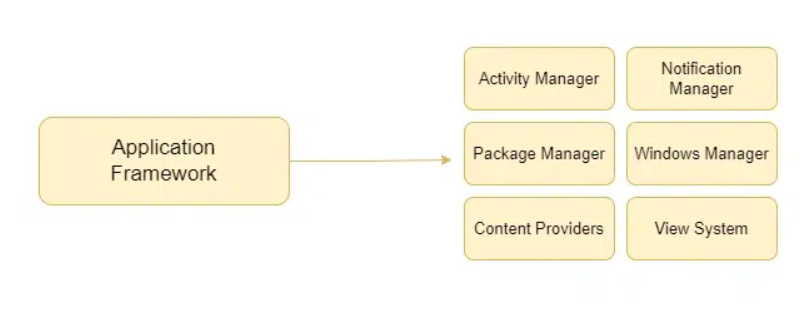 Application
Framework
Activity Manager
Notification
Manager
Package Manager
Windows Manager
Content Providers
View System